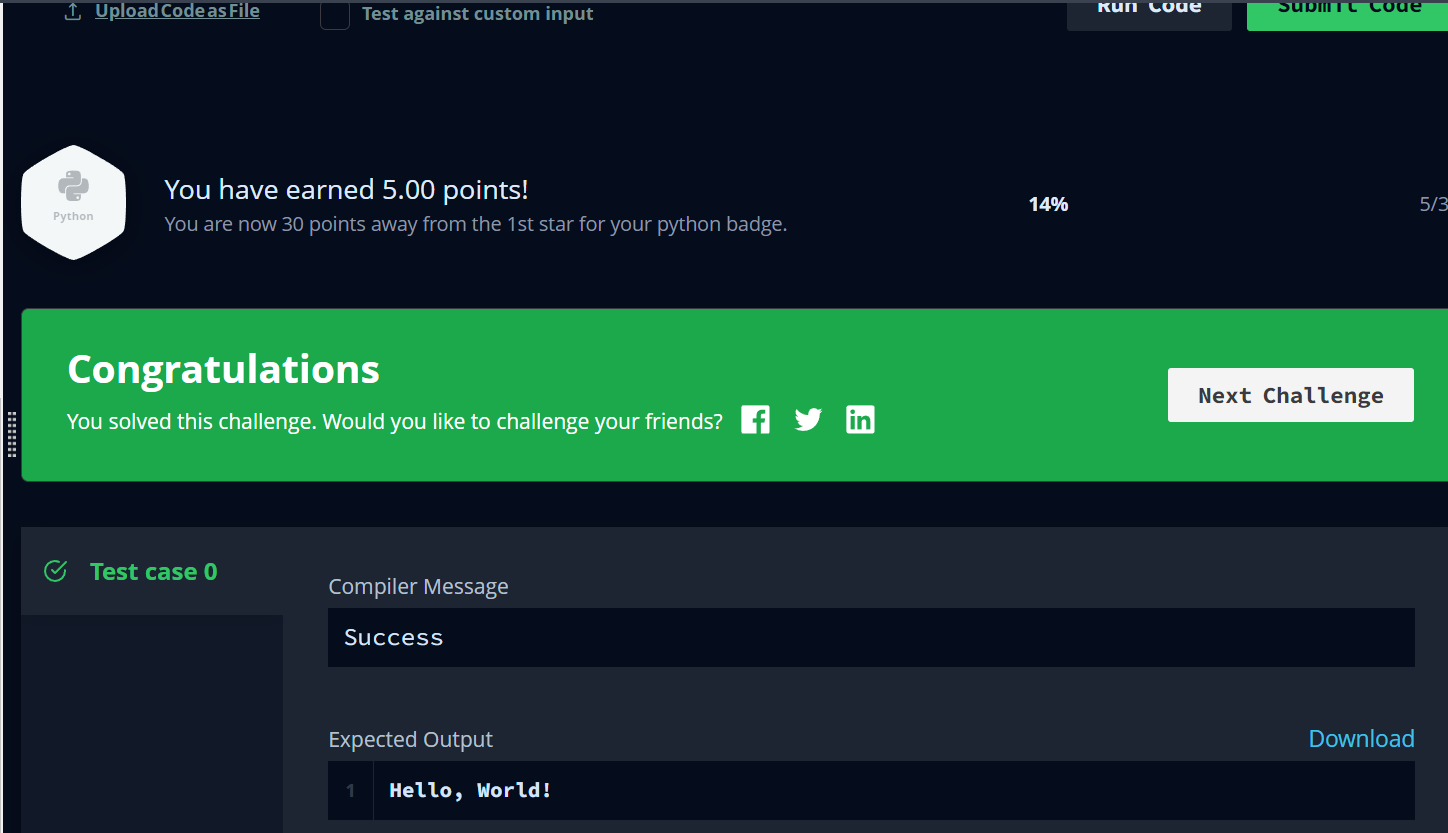 Upload Code as File
Test against custom input
Run Code
Submit Code
Python
You have earned 5.00 points!
You are now 30 points away from the 1st star for your python badge.
14%
5/3
Congratulations
You solved this challenge. Would you like to challenge your friends?
Next Challenge
Test case 0
Compiler Message
Success
Expected Output
Download
1
Hello, World!